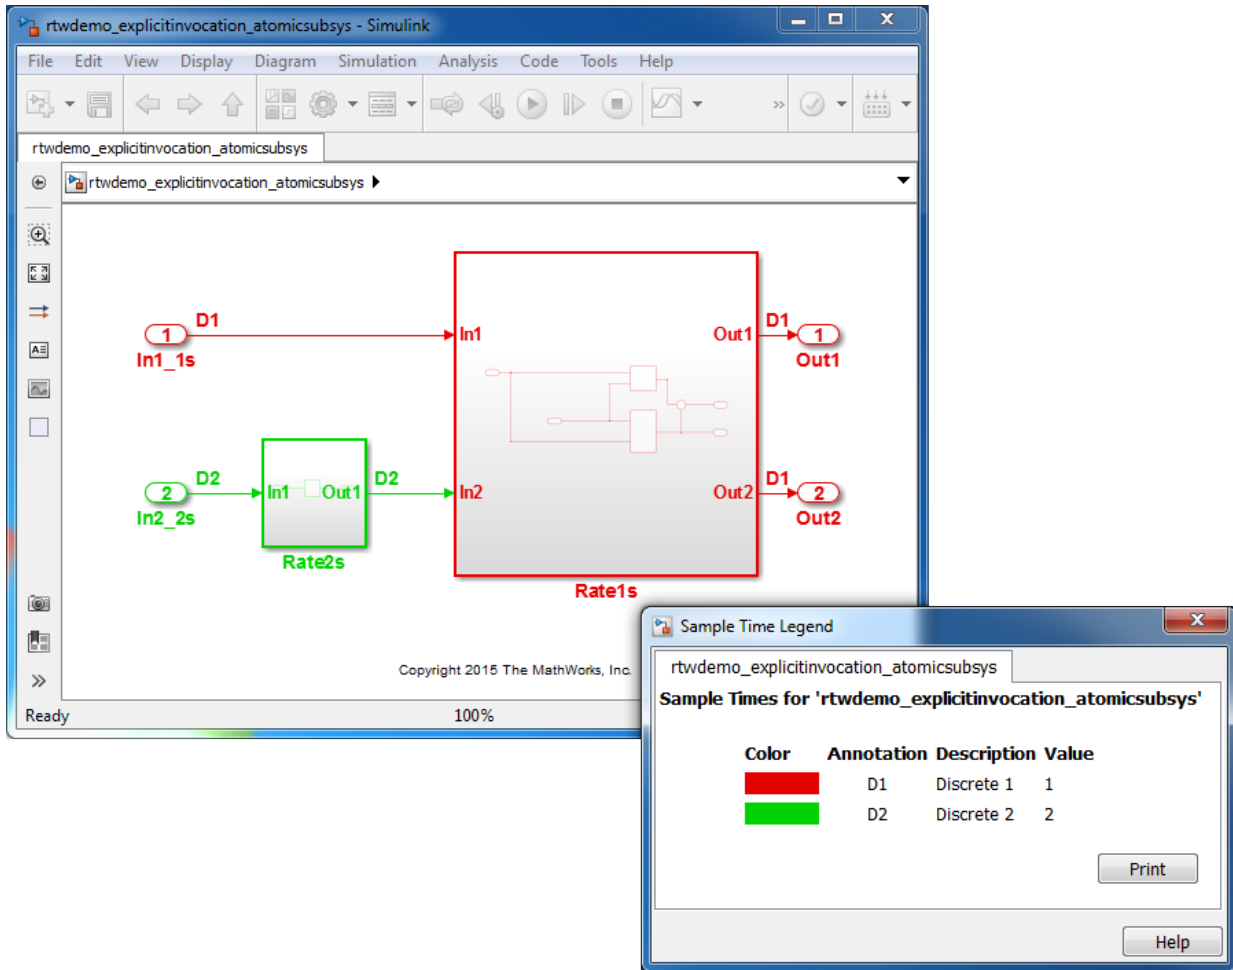 rtwdemo_explicitinvocation_atomicsubsys - Simulink
File Edit View Display Diagram Simulation Analysis Code Tools Help
rtwdemo_explicitinvocation_atomicsubsys
rtwdemo_explicitinvocation_atomicsubsys
D1
1
In1_1s
In1
Out1
D1
1
Out1
D2
2
In2_2s
In1
Out1
Rate2s
D2
In2
Out2
D1
2
Out2
Rate1s
Copyright 2015 The MathWorks, Inc.
Ready
100%
Sample Time Legend
rtwdemo_explicitinvocation_atomicsubsys
Sample Times for 'rtwdemo_explicitinvocation_atomicsubsys'
Color Annotation Description Value
D1 Discrete 1 1
D2 Discrete 2 2
Print
Help